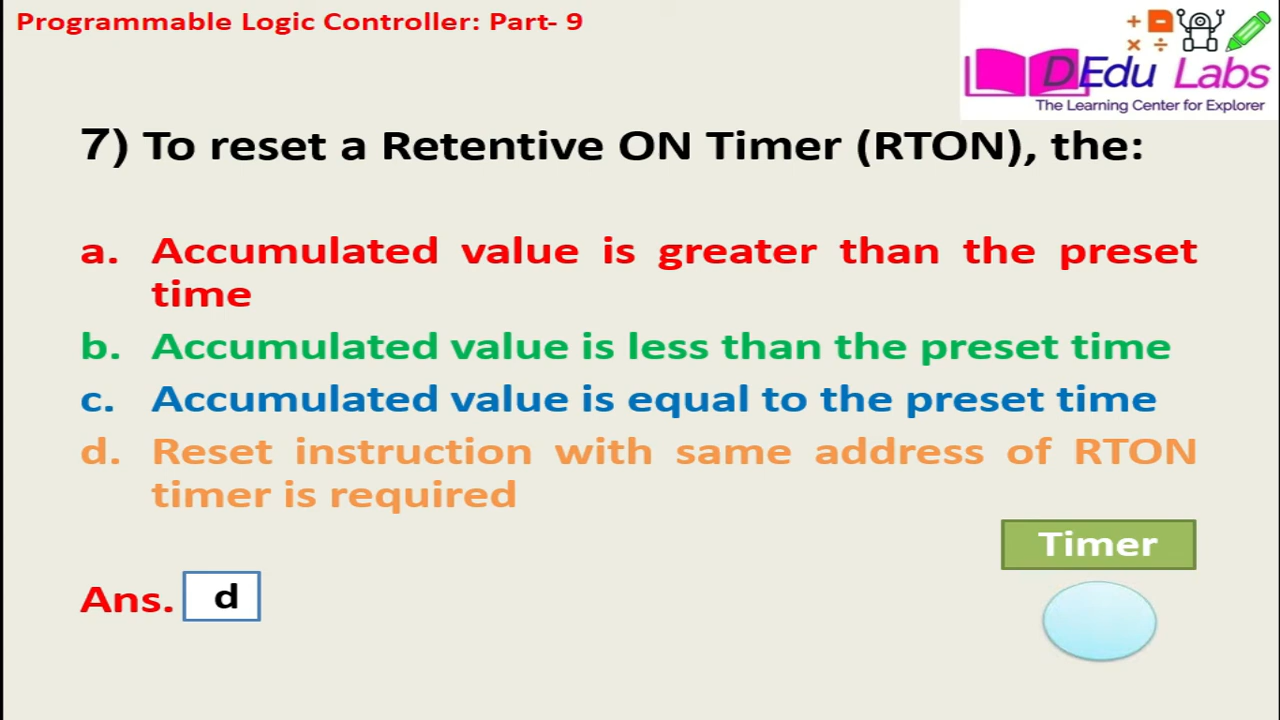 Programmable Logic Controller: Part- 9
DEdu Labs
The Learning Center for Explorer
7) To reset a Retentive ON Timer (RTON), the:
a. Accumulated value is greater than the preset
time
b. Accumulated value is less than the preset time
c. Accumulated value is equal to the preset time
d. Reset instruction with same address of RTON
timer is required
Timer
Ans. d